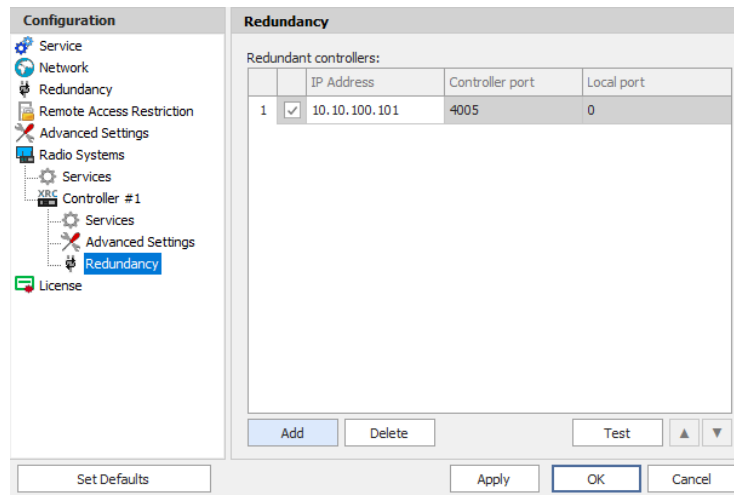 Configuration
Service
Network
Redundancy
Remote Access Restriction
Advanced Settings
Radio Systems
Services
XRC Controller #1
Services
Advanced Settings
Redundancy
License
Redundancy
Redundant controllers:
IP Address Controller port Local port
1 10.10.100.101 4005 0
Add Delete Test
Set Defaults Apply OK Cancel